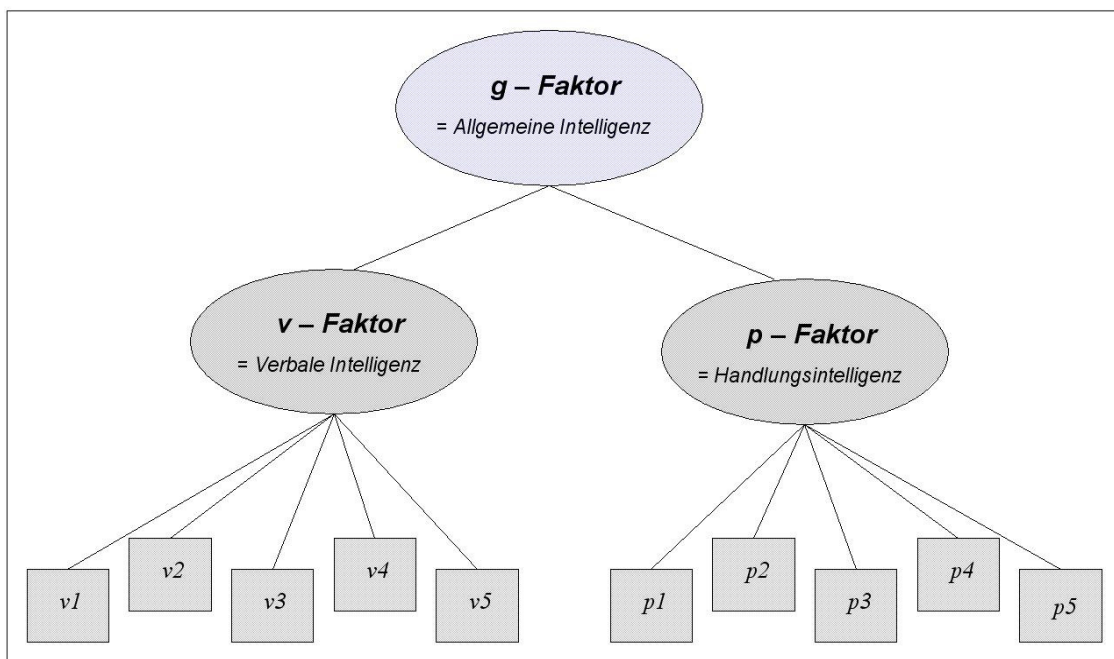 g – Faktor
= Allgemeine Intelligenz
v – Faktor
= Verbale Intelligenz
p – Faktor
= Handlungsintelligenz
v1
v2
v3
v4
v5
p1
p2
p3
p4
p5